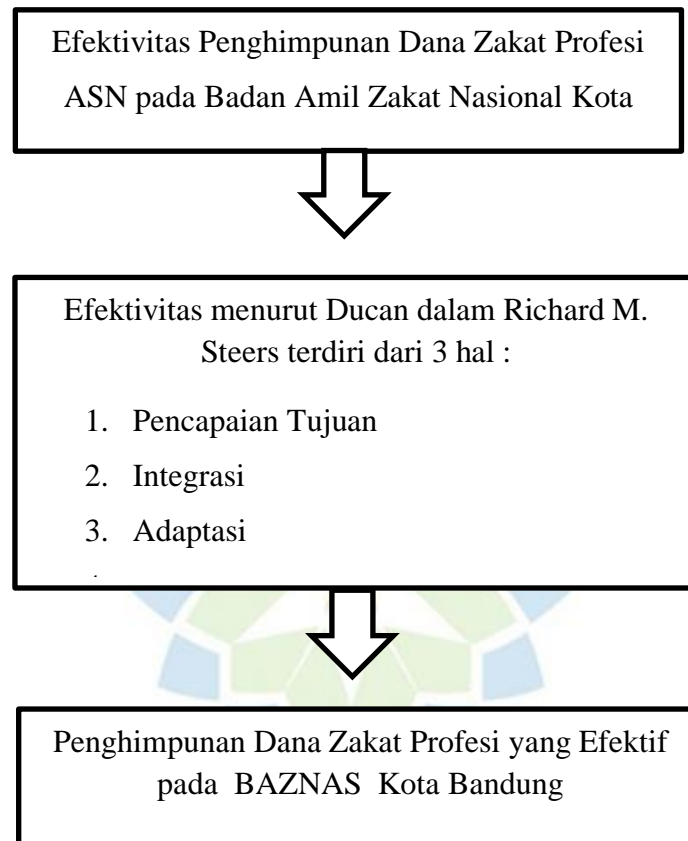 Efektivitas Penghimpunan Dana Zakat Profesi
ASN pada Badan Amil Zakat Nasional Kota
Efektivitas menurut Ducan dalam Richard M.
Steers terdiri dari 3 hal :
1. Pencapaian Tujuan
2. Integrasi
3. Adaptasi
Penghimpunan Dana Zakat Profesi yang Efektif
pada BAZNAS Kota Bandung